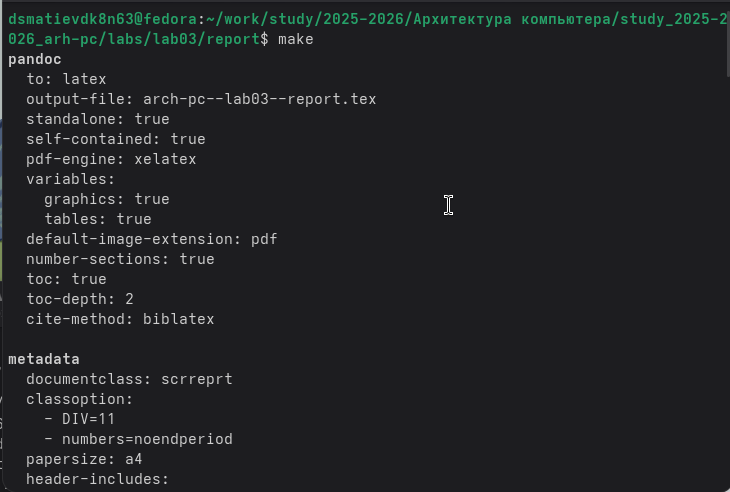 dsmatievdk8n63@fedora:~/work/study/2025-2026/Архитектура компьютера/study_2025-2
026_arh-pc/labs/lab03/report$ make
pandoc
  to: latex
  output-file: arch-pc--lab03--report.tex
  standalone: true
  self-contained: true
  pdf-engine: xelatex
  variables:
    graphics: true
    tables: true
  default-image-extension: pdf
  number-sections: true
  toc: true
  toc-depth: 2
  cite-method: biblatex

metadata
  documentclass: scrreprt
  classoption:
    - DIV=11
    - numbers=noendperiod
  papersize: a4
  header-includes: